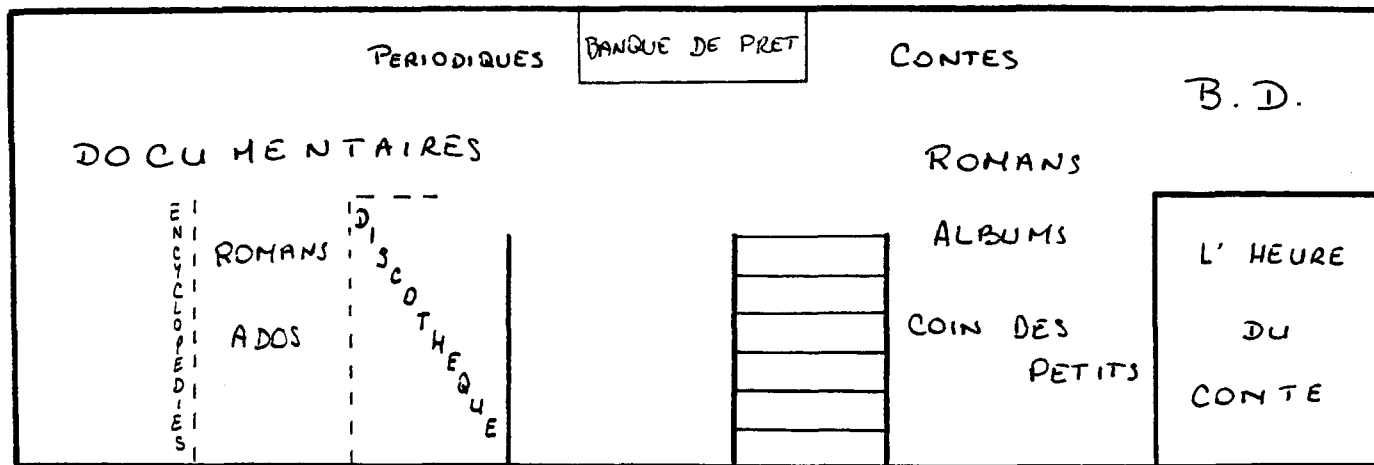 PERIODIQUES
BANQUE DE PRET
CONTES
B. D.
DOCUMENTAIRES
ROMANS
ALBUMS
COIN DES
PETITS
ENCYCLOPEDIES
ROMANS
ADOS
DISCOTHEQUE
L' HEURE
DU
CONTE